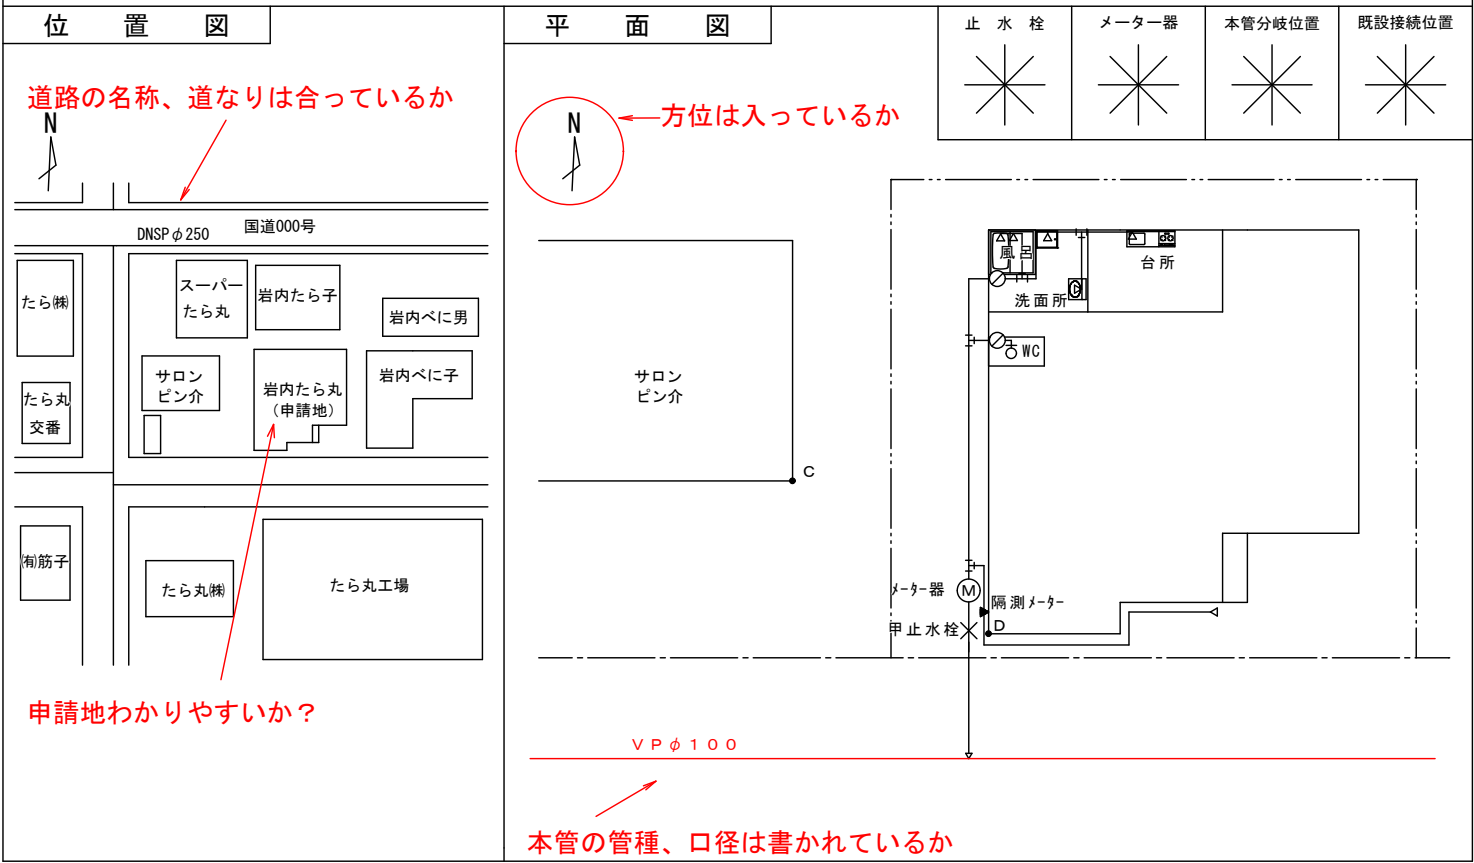 位置図
道路の名称、道なりは合っているか
N
DNSPφ250
国道000号
たら㈱
スーパー
たら丸
岩内たら子
岩内べに男
サロン
ピン介
岩内たら丸
(申請地)
岩内べに子
たら丸
交番
㈲筋子
たら丸㈱
たら丸工場
申請地わかりやすいか？
平面図
止水栓
メーター器
本管分岐位置
既設接続位置
方位は入っているか
N
サロン
ピン介
C
風呂
台所
洗面所
WC
メーター器
M
隔測メーター
甲止水栓
D
VPφ100
本管の管種、口径は書かれているか